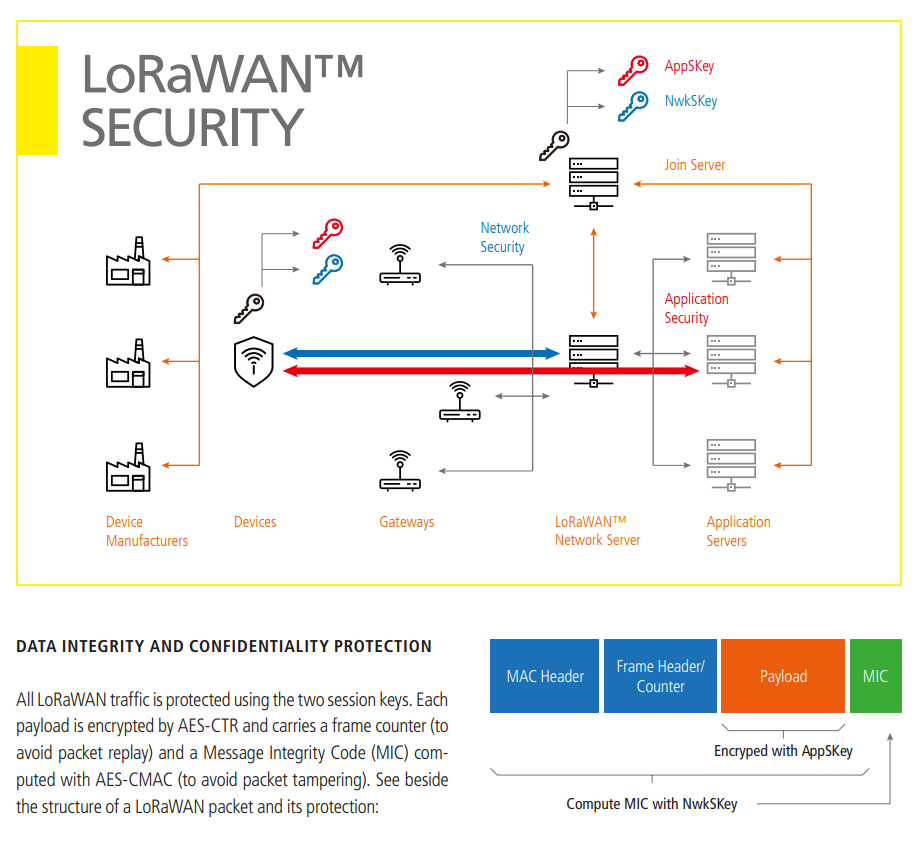 LoRaWAN™
SECURITY
AppSKey
NwkSKey
Join Server
Network
Security
Application
Security
Device
Manufacturers
Devices
Gateways
LoRaWAN™
Network Server
Application
Servers
DATA INTEGRITY AND CONFIDENTIALITY PROTECTION
All LoRaWAN traffic is protected using the two session keys. Each
payload is encrypted by AES-CTR and carries a frame counter (to
avoid packet replay) and a Message Integrity Code (MIC) com-
puted with AES-CMAC (to avoid packet tampering). See beside
the structure of a LoRaWAN packet and its protection:
MAC Header
Frame Header/
Counter
Payload
MIC
Encryped with AppSKey
Compute MIC with NwkSKey